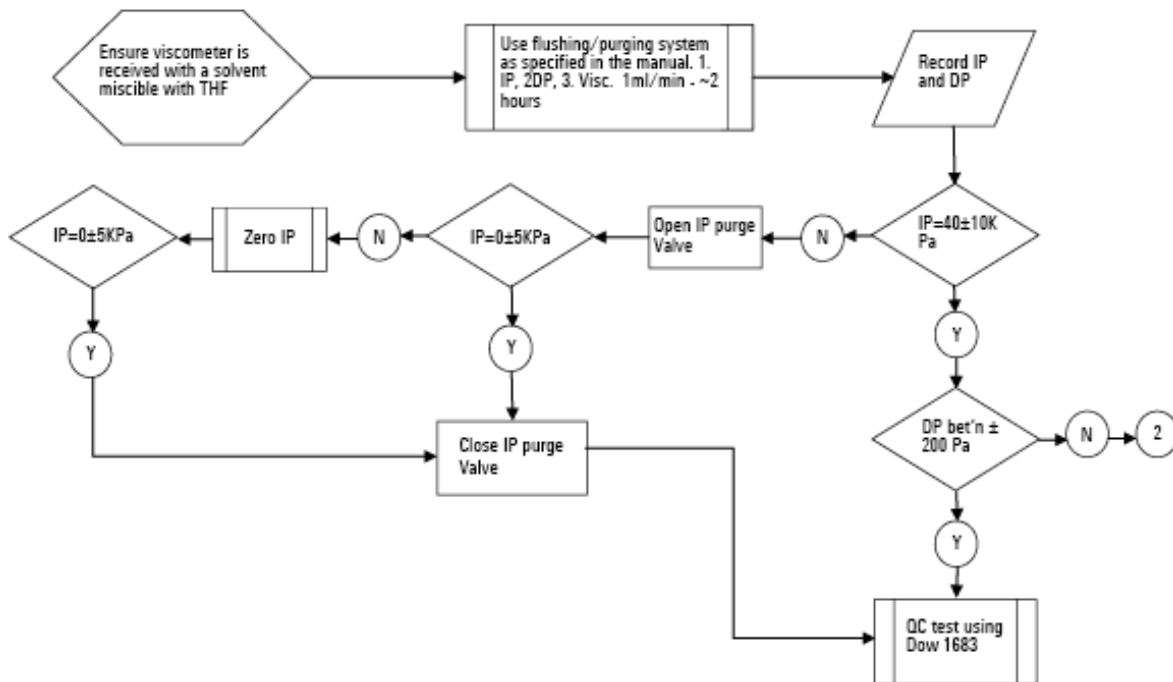 Ensure viscometer is
received with a solvent
miscible with THF
Use flushing/purging system
as specified in the manual. 1.
IP, 2DP, 3. Visc. 1ml/min - ~2
hours
Record IP
and DP
IP=0±5KPa
Zero IP
N
IP=0±5KPa
Open IP purge
Valve
N
IP=40±10K
Pa
Y
Y
Y
Close IP purge
Valve
DP bet'n ±
200 Pa
N
2
Y
QC test using
Dow 1683